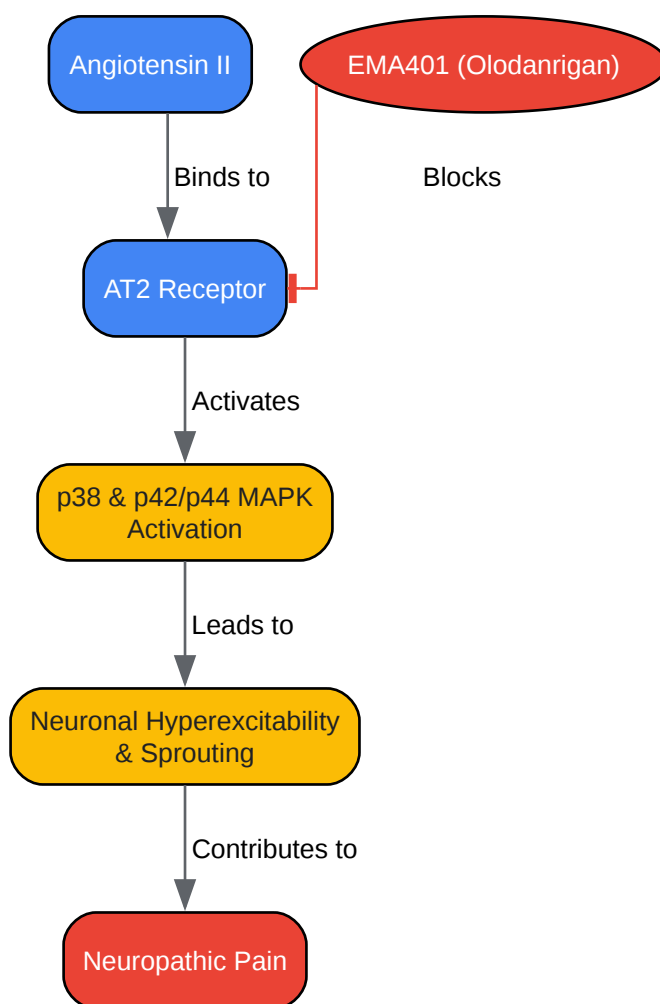 Angiotensin II
EMA401 (Olodanrigan)
Binds to
Blocks
AT2 Receptor
Activates
p38 & p42/p44 MAPK
Activation
Leads to
Neuronal Hyperexcitability
& Sprouting
Contributes to
Neuropathic Pain